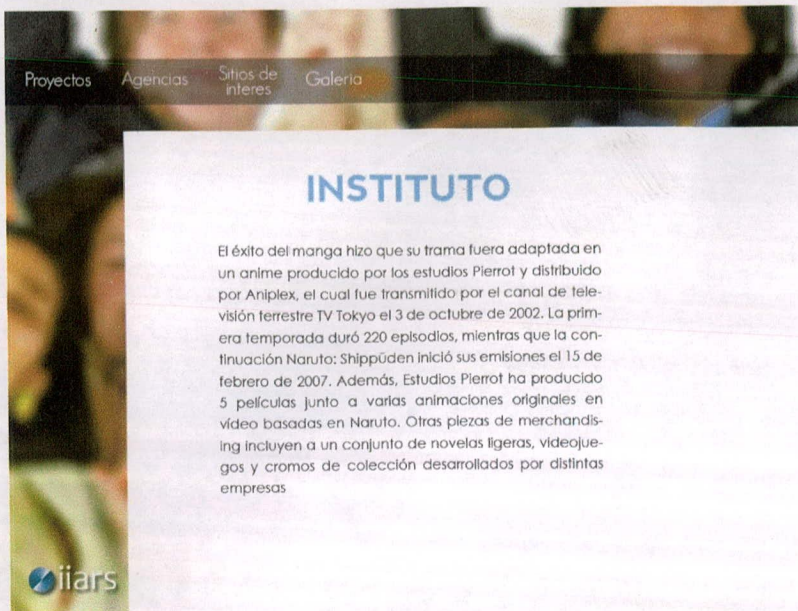 Proyectos
Agencias
Sitios de
interes
Galeria
INSTITUTO
El éxito del manga hizo que su trama fuera adaptada en
un anime producido por los estudios Pierrot y distribuido
por Aniplex, el cual fue transmitido por el canal de tele-
visión terrestre TV Tokyo el 3 de octubre de 2002. La prim-
era temporada duró 220 episodios, mientras que la con-
tinuación Naruto: Shippūden inició sus emisiones el 15 de
febrero de 2007. Además, Estudios Pierrot ha producido
5 películas junto a varias animaciones originales en
vídeo basadas en Naruto. Otras piezas de merchandis-
ing incluyen a un conjunto de novelas ligeras, videojue-
gos y cromos de colección desarrollados por distintas
empresas
iiars